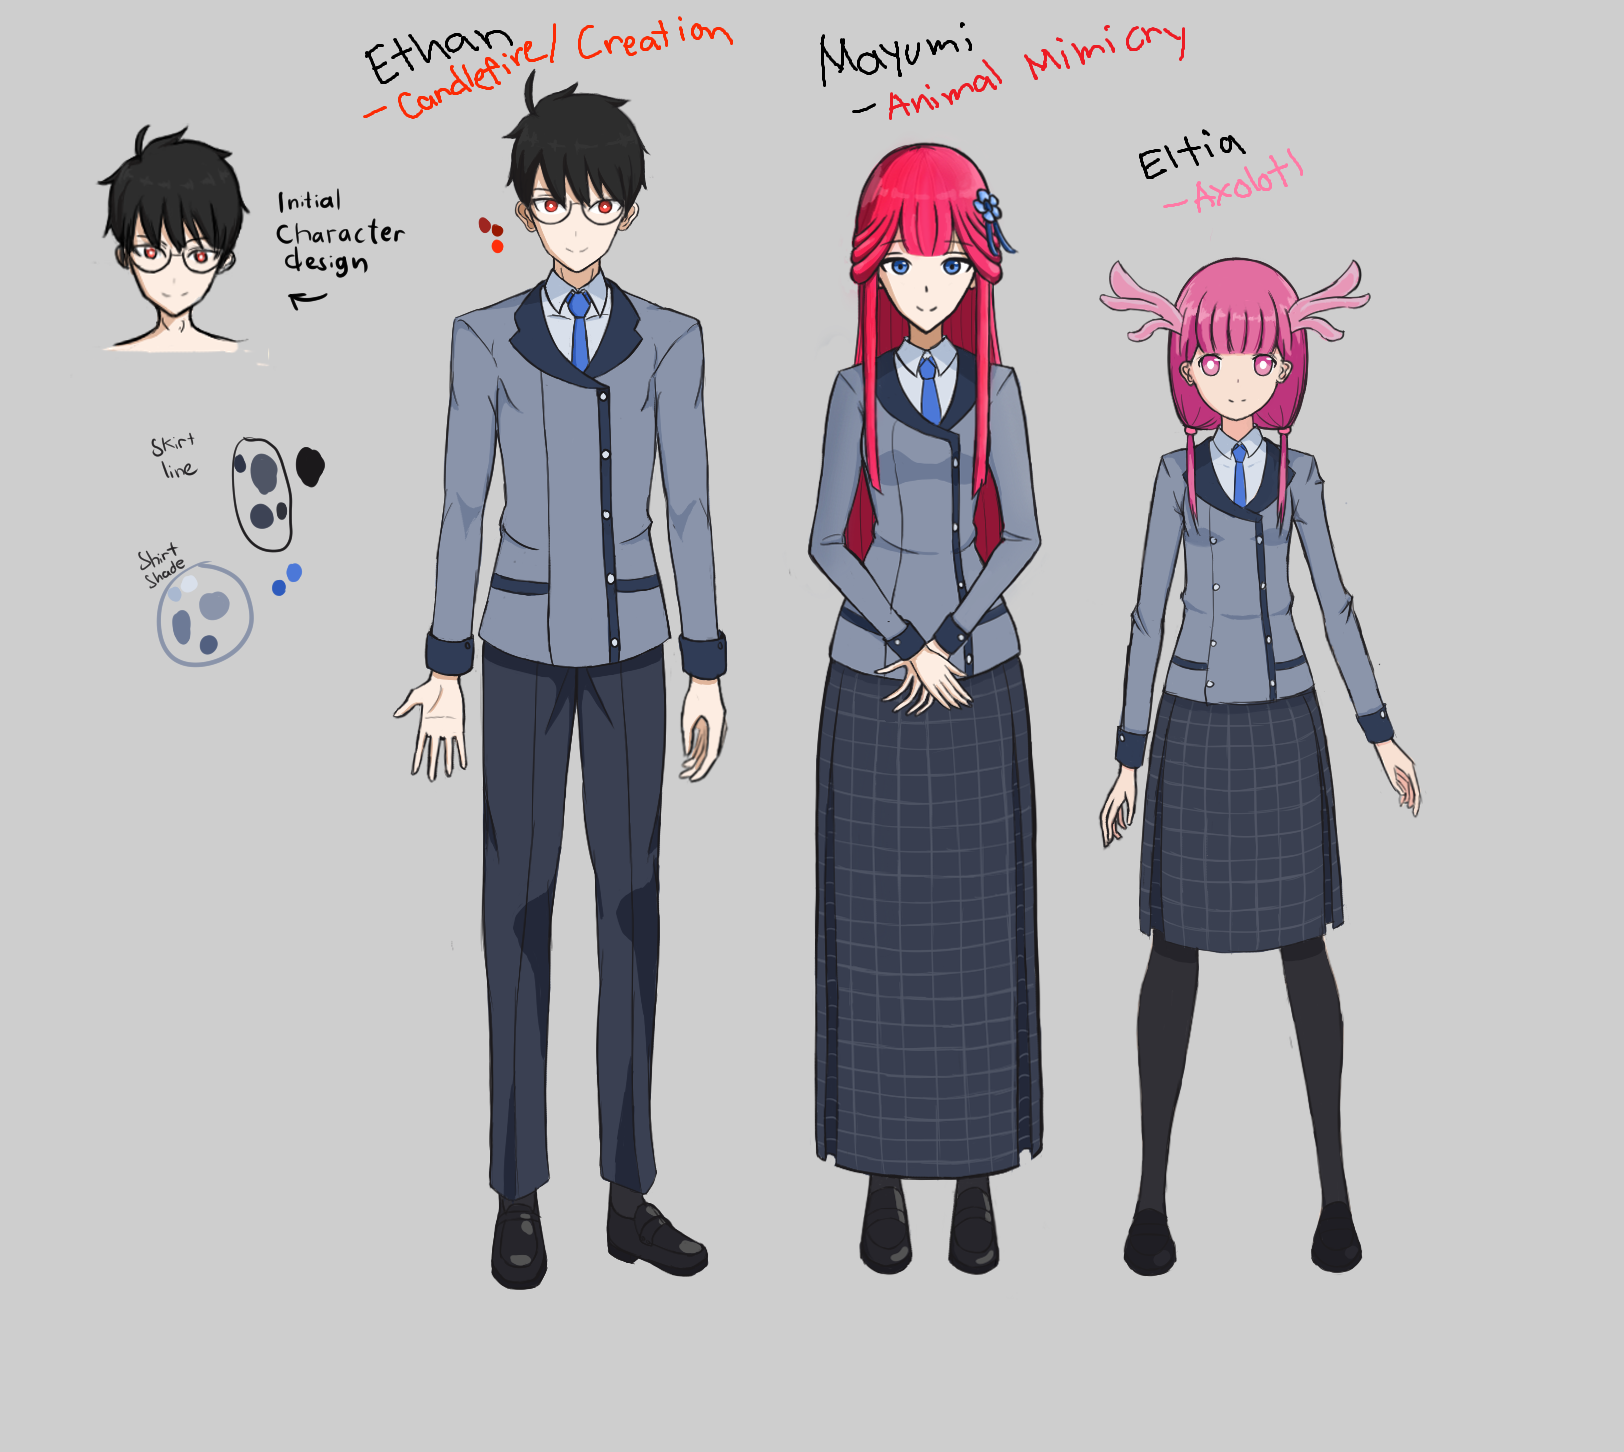 Ethan
- Candlefire/ Creation
Mayumi
- Animal Mimicry
Eltia
- Axolotl
Initial
Character
design
Skirt
line
Shirt
Shade